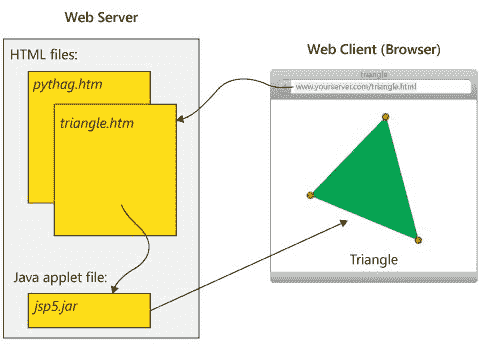 Web Server
HTML files:
pythag.htm
triangle.htm
Java applet file:
jsp5.jar
Web Client (Browser)
triangle
www.yourserver.com/triangle.html
Triangle